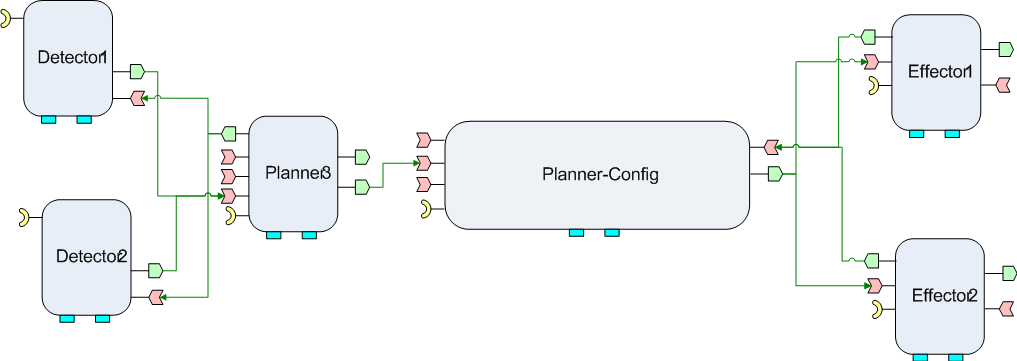 Detector1
Effector1
Planner3
Planner-Config
Detector2
Effector2